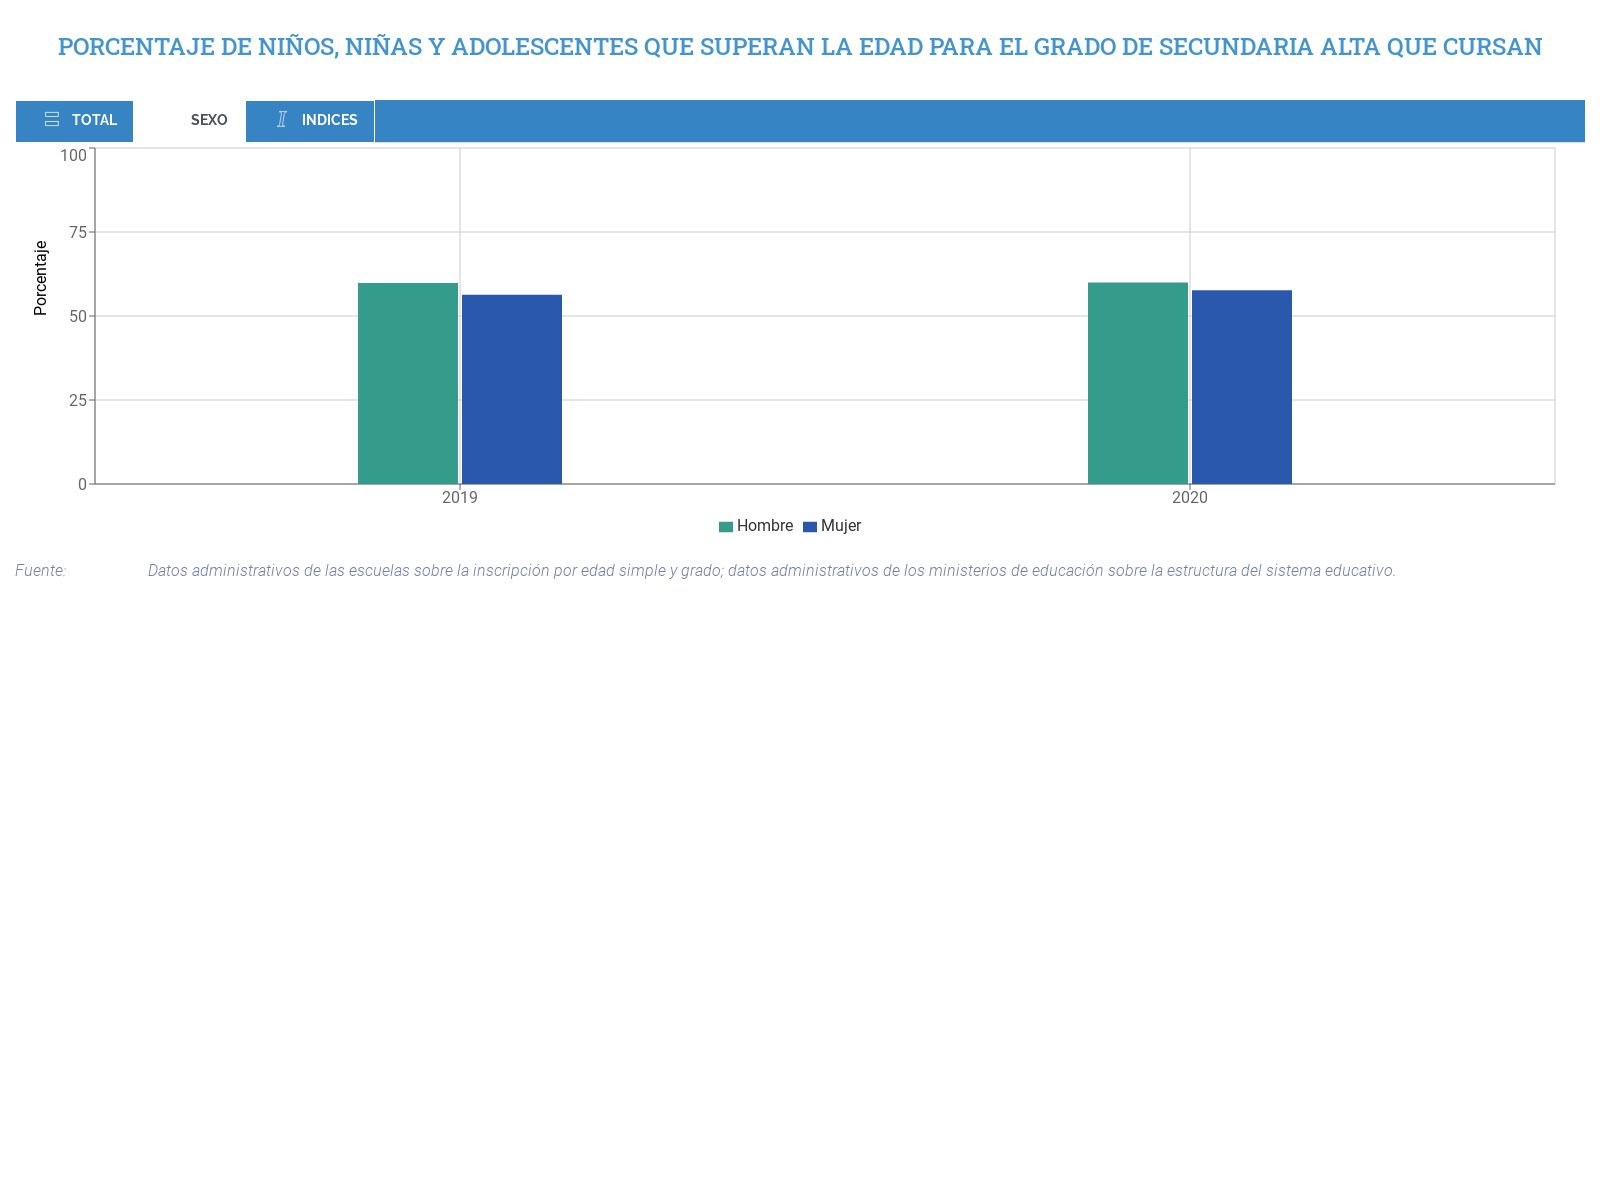 PORCENTAJE DE NIÑOS, NIÑAS Y ADOLESCENTES QUE SUPERAN LA EDAD PARA EL GRADO DE SECUNDARIA ALTA QUE CURSAN
TOTAL SEXO INDICES
Porcentaje
100
75
50
25
0
2019 2020
Hombre Mujer
Fuente: Datos administrativos de las escuelas sobre la inscripción por edad simple y grado; datos administrativos de los ministerios de educación sobre la estructura del sistema educativo.